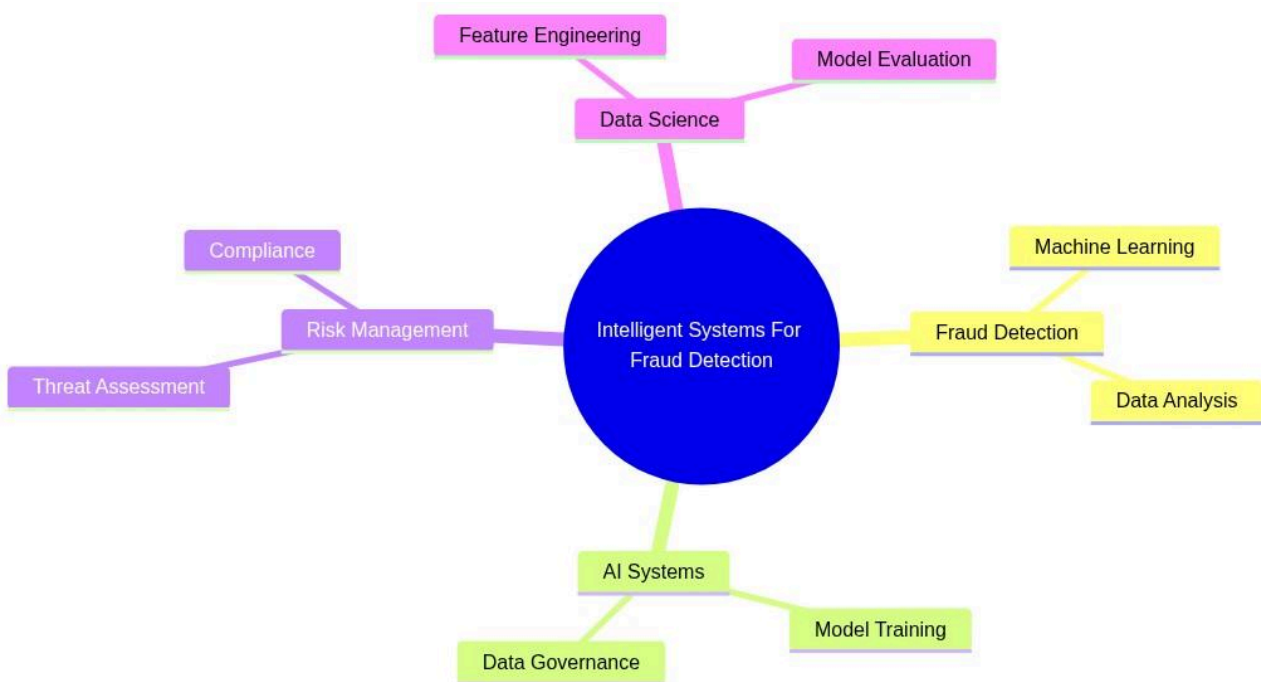 Feature Engineering
Model Evaluation
Data Science
Compliance
Machine Learning
Risk Management
Intelligent Systems For
Fraud Detection
Fraud Detection
Threat Assessment
Data Analysis
AI Systems
Model Training
Data Governance